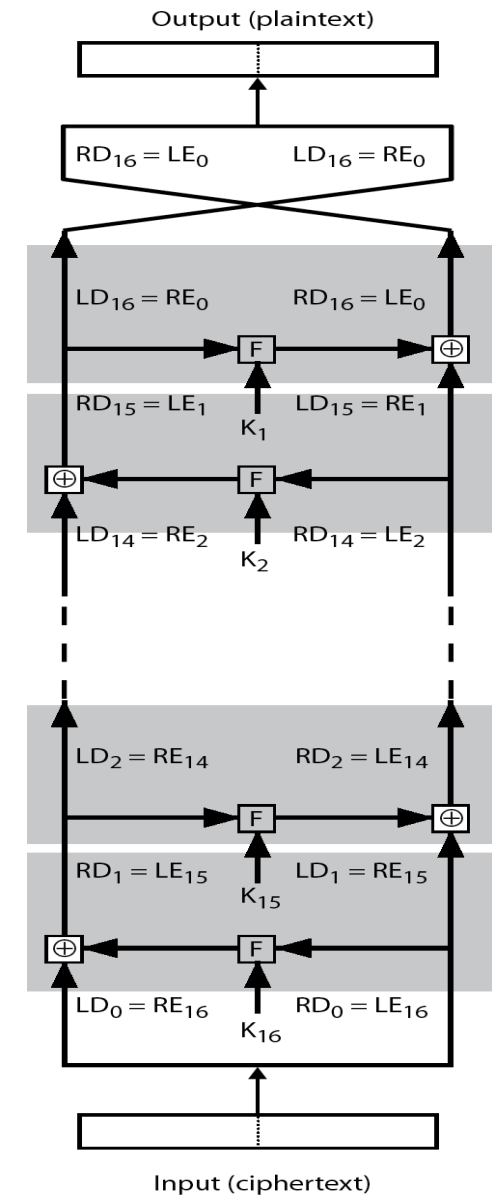 Output (plaintext)
RD₁₆ = LE₀ LD₁₆ = RE₀
LD₁₆ = RE₀ RD₁₆ = LE₀
F ⊕
RD₁₅ = LE₁ LD₁₅ = RE₁
K₁
⊕ F
LD₁₄ = RE₂ RD₁₄ = LE₂
K₂
LD₂ = RE₁₄ RD₂ = LE₁₄
F ⊕
RD₁ = LE₁₅ LD₁ = RE₁₅
K₁₅
⊕ F
LD₀ = RE₁₆ RD₀ = LE₁₆
K₁₆
Input (ciphertext)